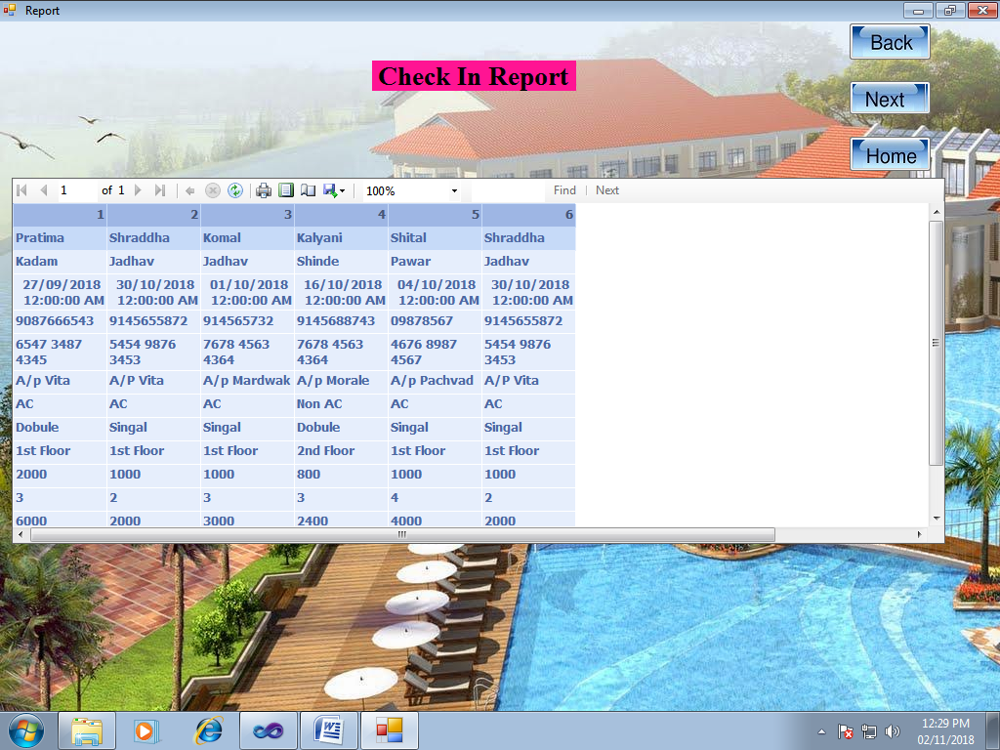 Report
Back
Check In Report
Next
Home
1 of 1 100% Find Next
1 2 3 4 5 6
Pratima Shraddha Komal Kalyani Shital Shraddha
Kadam Jadhav Jadhav Shinde Pawar Jadhav
27/09/2018 30/10/2018 01/10/2018 16/10/2018 04/10/2018 30/10/2018
12:00:00 AM 12:00:00 AM 12:00:00 AM 12:00:00 AM 12:00:00 AM 12:00:00 AM
9087666543 9145655872 914565732 9145688743 09878567 9145655872
6547 3487 5454 9876 7678 4563 7678 4563 4676 8987 5454 9876
4345 3453 4364 4364 4567 3453
A/p Vita A/P Vita A/p Mardwak A/p Morale A/p Pachvad A/P Vita
AC AC AC Non AC AC AC
Dobule Singal Singal Dobule Singal Singal
1st Floor 1st Floor 1st Floor 2nd Floor 1st Floor 1st Floor
2000 1000 1000 800 1000 1000
3 2 3 3 4 2
6000 2000 3000 2400 4000 2000
12:29 PM
02/11/2018